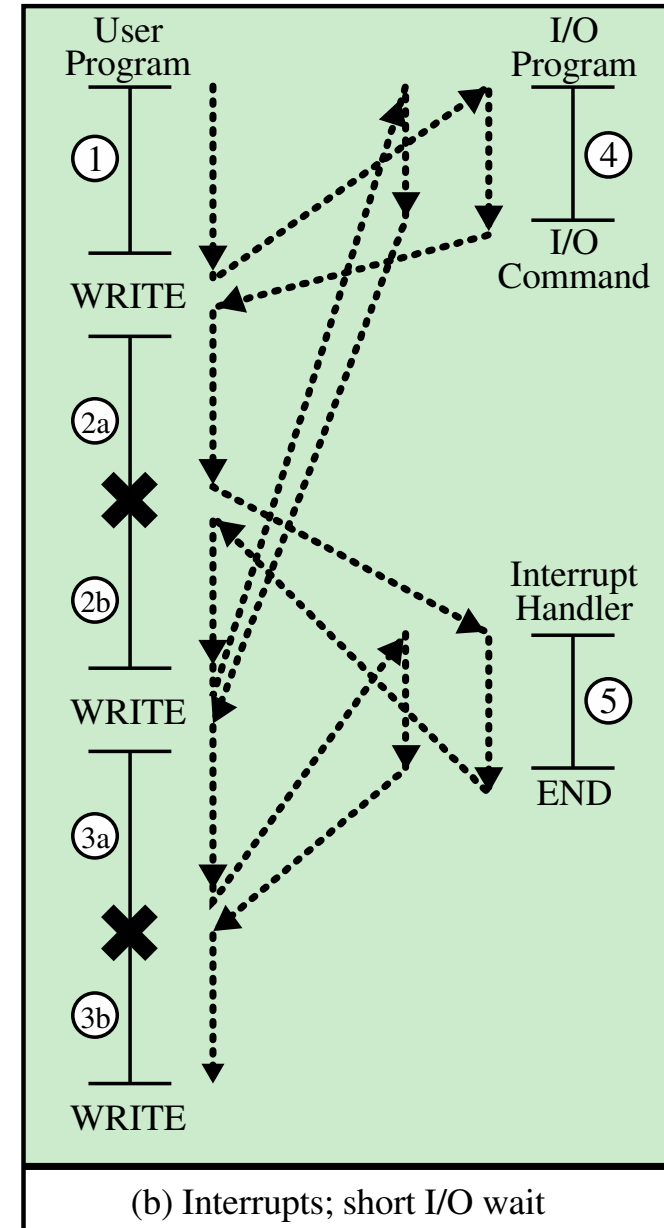 User
Program
1
WRITE
2a
2b
WRITE
3a
3b
WRITE
I/O
Program
4
I/O
Command
Interrupt
Handler
5
END
(b) Interrupts; short I/O wait